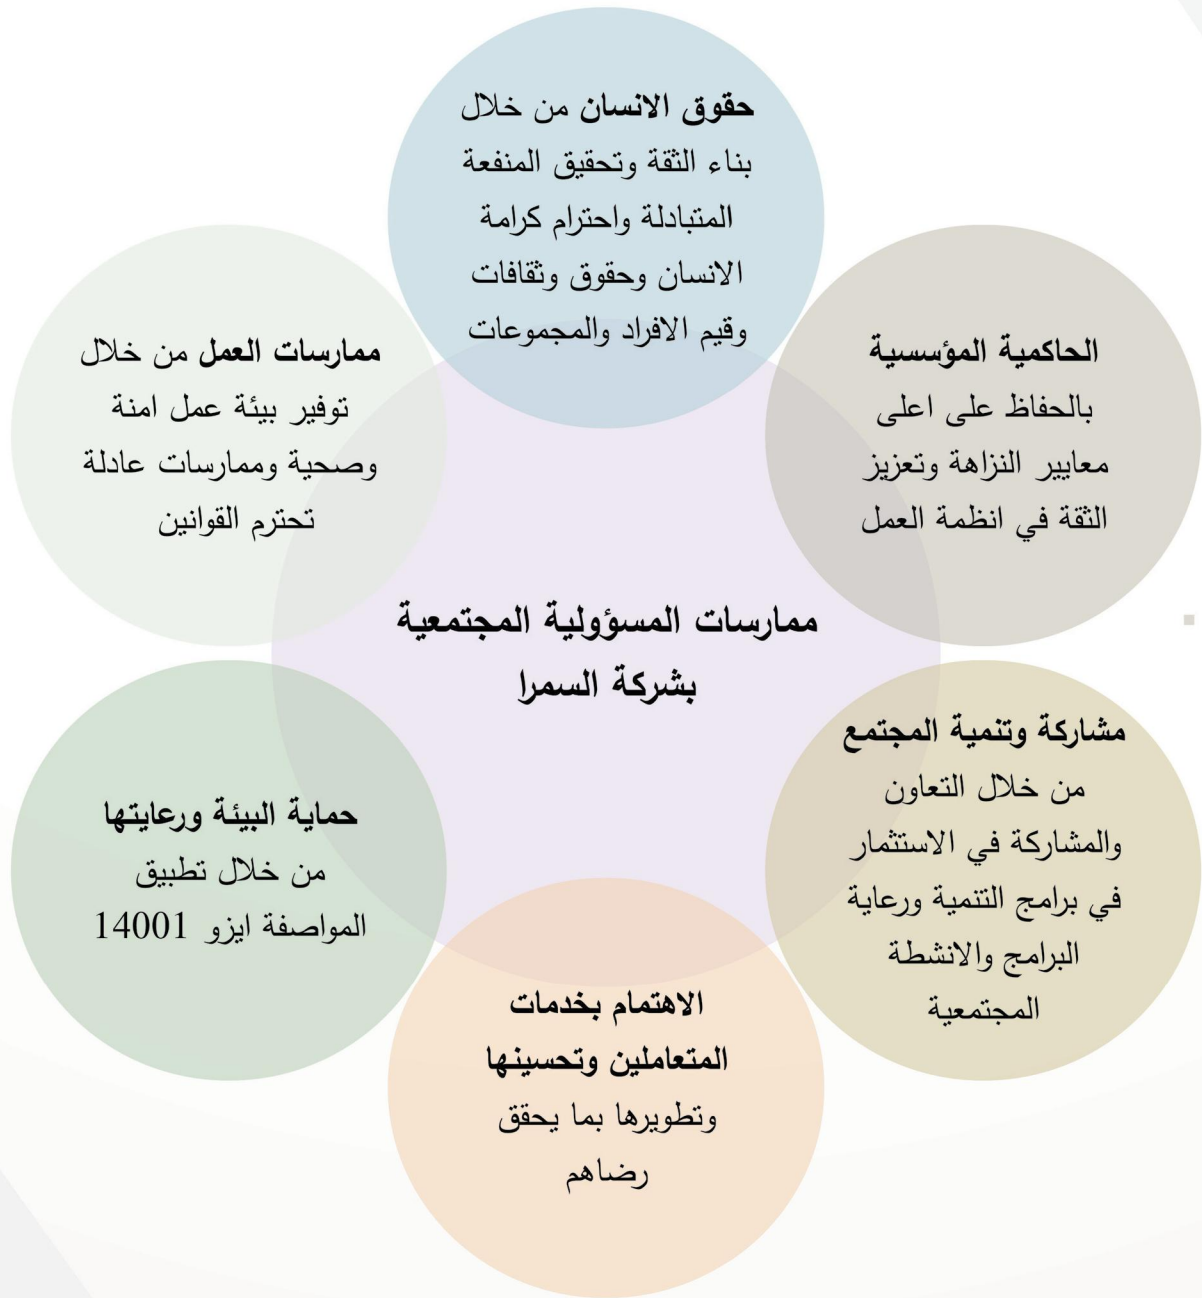 حقوق الانسان من خلال
بناء الثقة وتحقيق المنفعة
المتبادلة واحترام كرامة
الانسان وحقوق وثقافات
وقيم الافراد والمجموعات
الحاكمية المؤسسية
بالحفاظ على اعلى
معايير النزاهة وتعزيز
الثقة في انظمة العمل
ممارسات العمل من خلال
توفير بيئة عمل امنة
وصحية وممارسات عادلة
تحترم القوانين
ممارسات المسؤولية المجتمعية
بشركة السمرا
مشاركة وتنمية المجتمع
من خلال التعاون
والمشاركة في الاستثمار
في برامج التنمية ورعاية
البرامج والانشطة
المجتمعية
حماية البيئة ورعايتها
من خلال تطبيق
المواصفة ايزو 14001
الاهتمام بخدمات
المتعاملين وتحسينها
وتطويرها بما يحقق
رضاهم